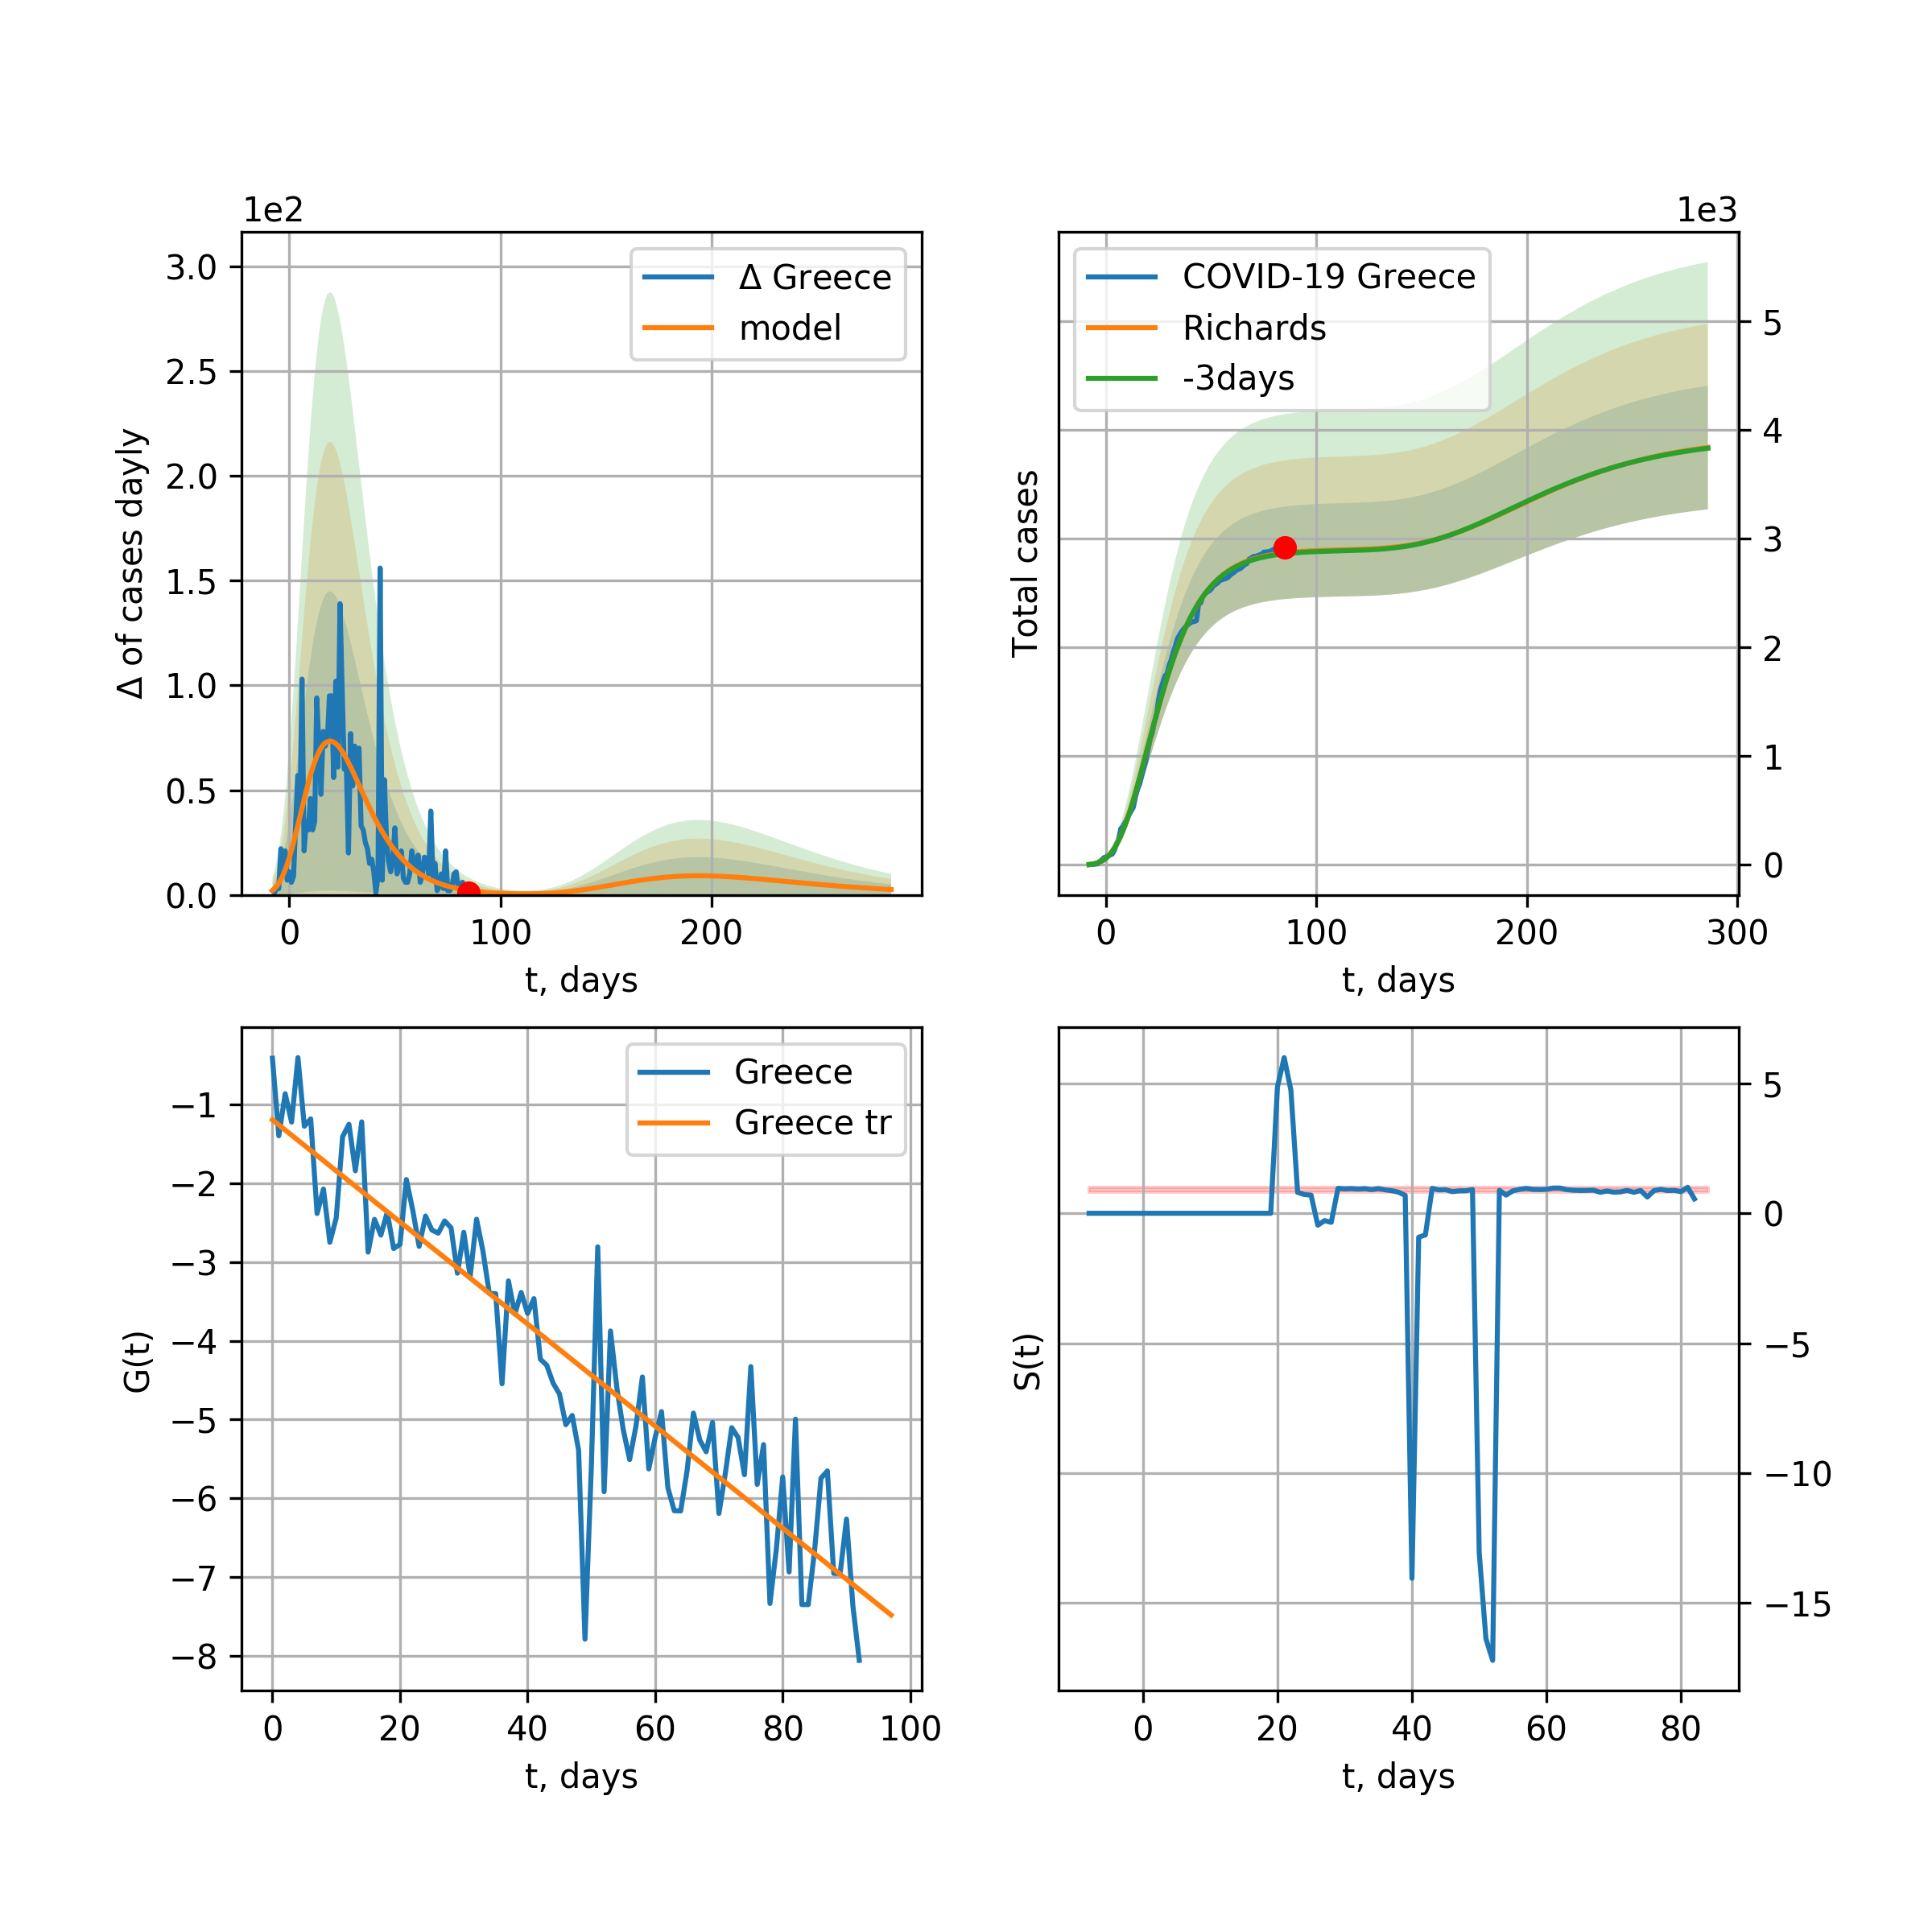 1e2
3.0
2.5
2.0
1.5
1.0
0.5
0.0
Δ of cases dayly
Δ Greece
model
0 100 200
t, days
1e3
COVID-19 Greece
Richards
-3days
Total cases
5
4
3
2
1
0
0 100 200 300
t, days
Greece
Greece tr
G(t)
−1
−2
−3
−4
−5
−6
−7
−8
0 20 40 60 80 100
t, days
S(t)
5
0
−5
−10
−15
0 20 40 60 80
t, days